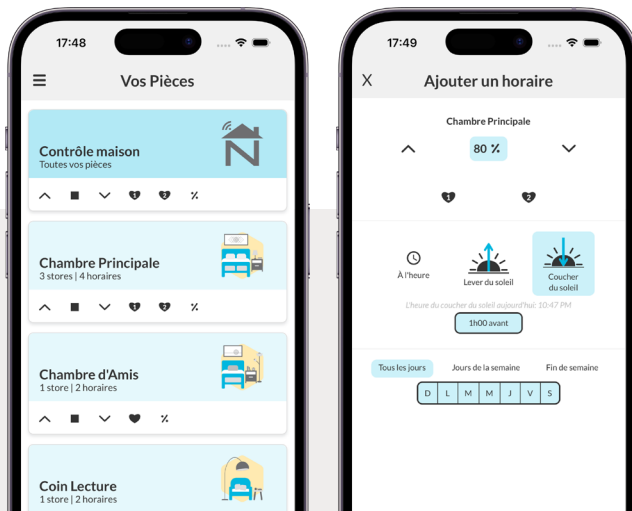 17:48
Vos Pièces
Contrôle maison
Toutes vos pièces
N
1
2
Chambre Principale
3 stores | 4 horaires
1
2
Chambre d'Amis
1 store | 2 horaires
Coin Lecture
1 store | 2 horaires
17:49
X
Ajouter un horaire
Chambre Principale
80 %
1
2
À l'heure
Lever du soleil
Coucher
du soleil
L'heure du coucher du soleil aujourd'hui: 10:47 PM
1h00 avant
Tous les jours
Jours de la semaine
Fin de semaine
D L M M J V S